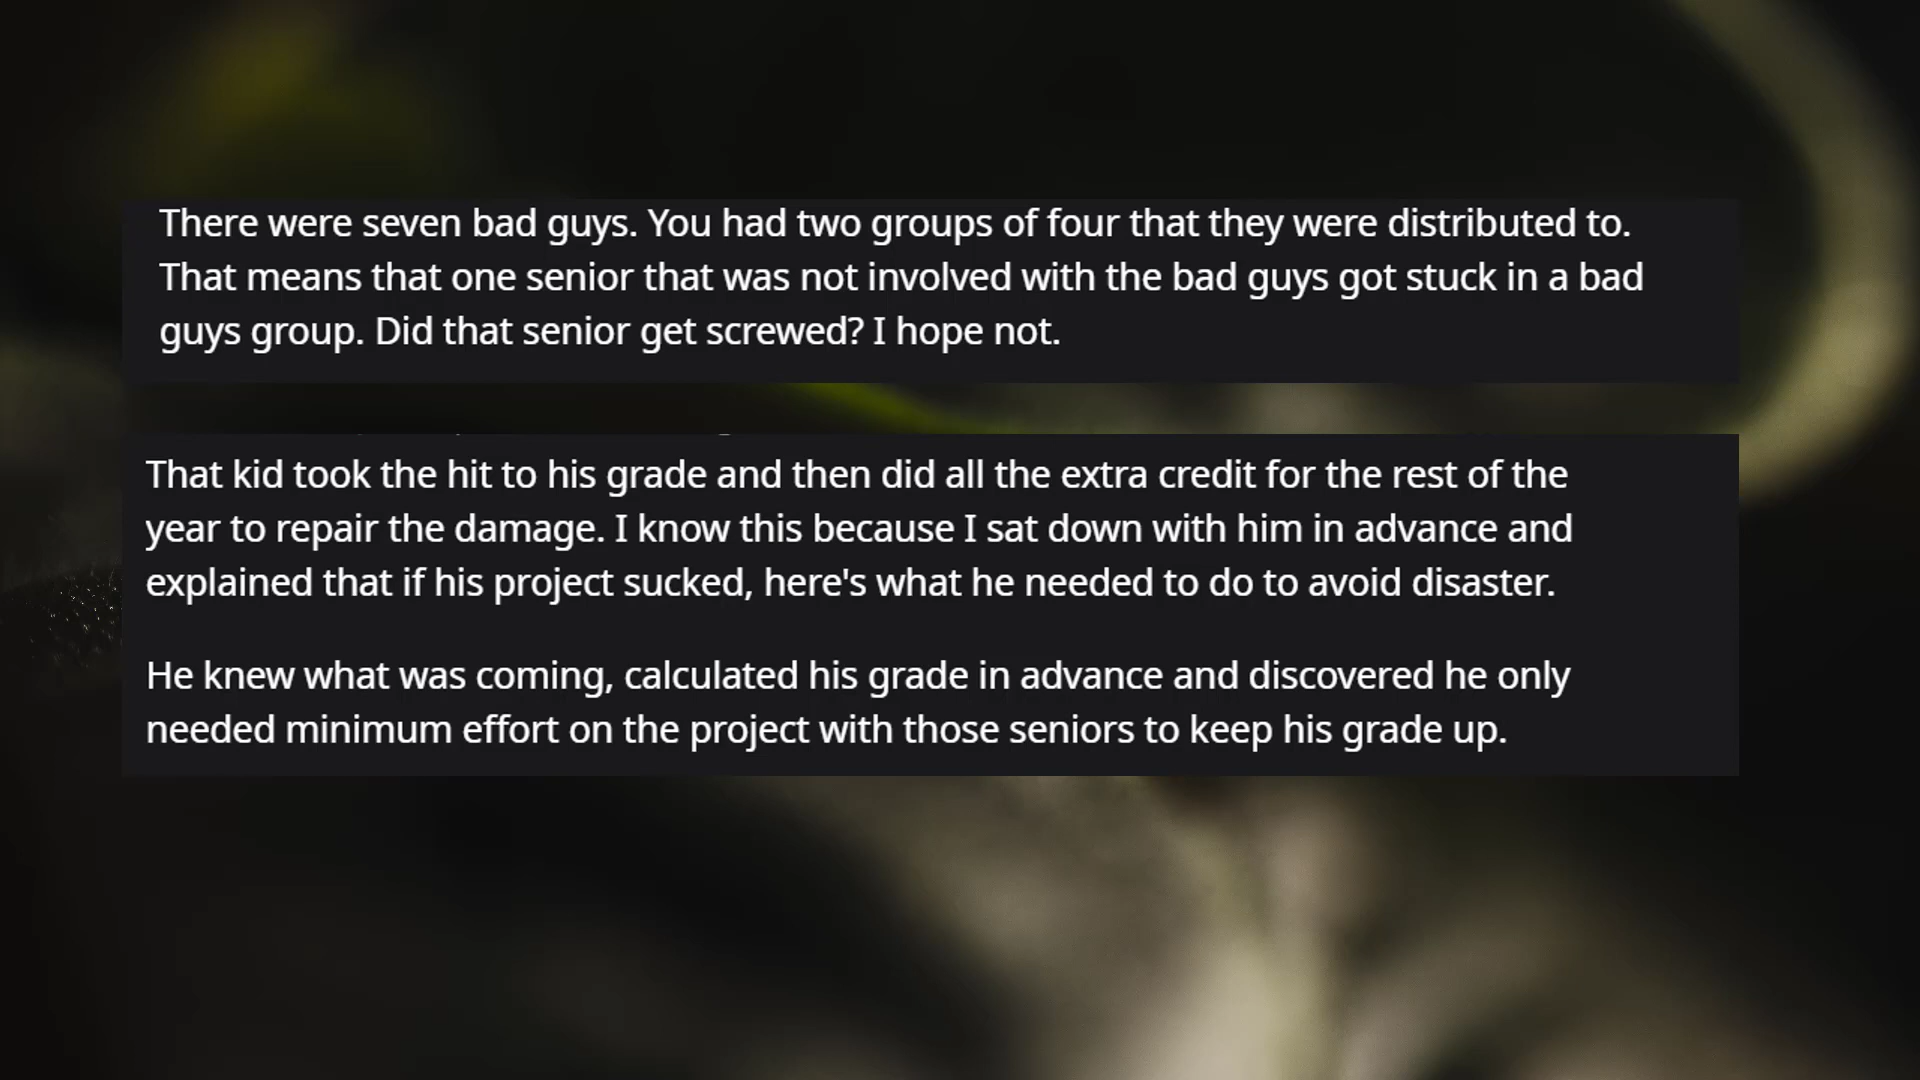 There were seven bad guys. You had two groups of four that they were distributed to.
That means that one senior that was not involved with the bad guys got stuck in a bad
guys group. Did that senior get screwed? I hope not.
That kid took the hit to his grade and then did all the extra credit for the rest of the
year to repair the damage. I know this because I sat down with him in advance and
explained that if his project sucked, here's what he needed to do to avoid disaster.
He knew what was coming, calculated his grade in advance and discovered he only
needed minimum effort on the project with those seniors to keep his grade up.